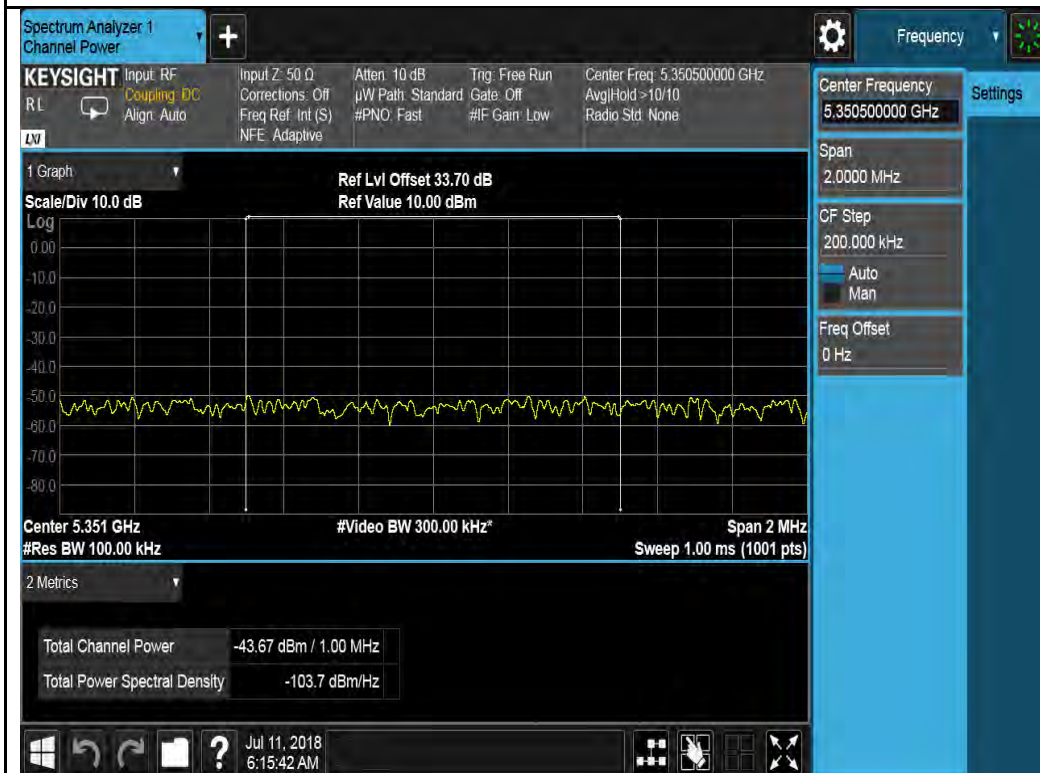 Spectrum Analyzer 1
Channel Power
+
Frequency
KEYSIGHT
R L
LXI
Input: RF
Coupling: DC
Align: Auto
Input Z: 50 Ω
Corrections: Off
Freq Ref: Int (S)
NFE: Adaptive
Atten: 10 dB
µW Path: Standard
#PNO: Fast
Trig: Free Run
Gate: Off
#IF Gain: Low
Center Freq: 5.350500000 GHz
Avg|Hold >10/10
Radio Std: None
Center Frequency
5.350500000 GHz
Settings
Span
2.0000 MHz
CF Step
200.000 kHz
Auto
Man
Freq Offset
0 Hz
1 Graph
Scale/Div 10.0 dB
Ref Lvl Offset 33.70 dB
Ref Value 10.00 dBm
Log
0.00
-10.0
-20.0
-30.0
-40.0
-50.0
-60.0
-70.0
-80.0
Center 5.351 GHz
#Video BW 300.00 kHz*
Span 2 MHz
#Res BW 100.00 kHz
Sweep 1.00 ms (1001 pts)
2 Metrics
Total Channel Power -43.67 dBm / 1.00 MHz
Total Power Spectral Density -103.7 dBm/Hz
?
Jul 11, 2018
6:15:42 AM